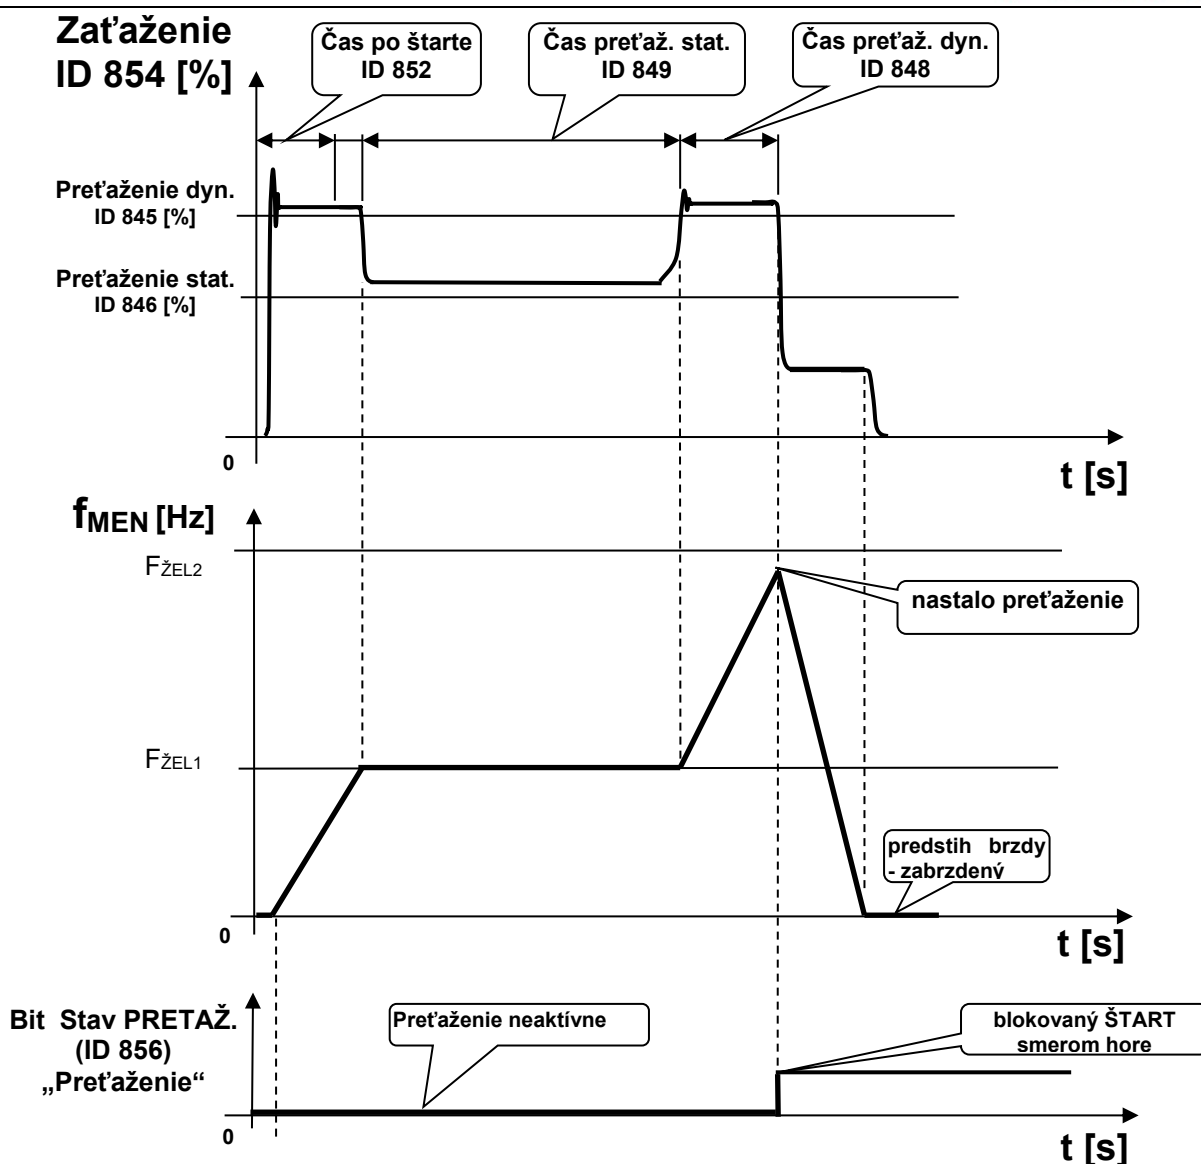 Zaťaženie
ID 854 [%]
Čas po štarte
ID 852
Čas preťaž. stat.
ID 849
Čas preťaž. dyn.
ID 848
Preťaženie dyn.
ID 845 [%]
Preťaženie stat.
ID 846 [%]
0
t [s]
fMEN [Hz]
FŽEL2
nastalo preťaženie
FŽEL1
predstih brzdy
- zabrzdený
0
t [s]
Bit Stav PRETAŽ.
(ID 856)
„Preťaženie“
Preťaženie neaktívne
blokovaný ŠTART
smerom hore
0
t [s]